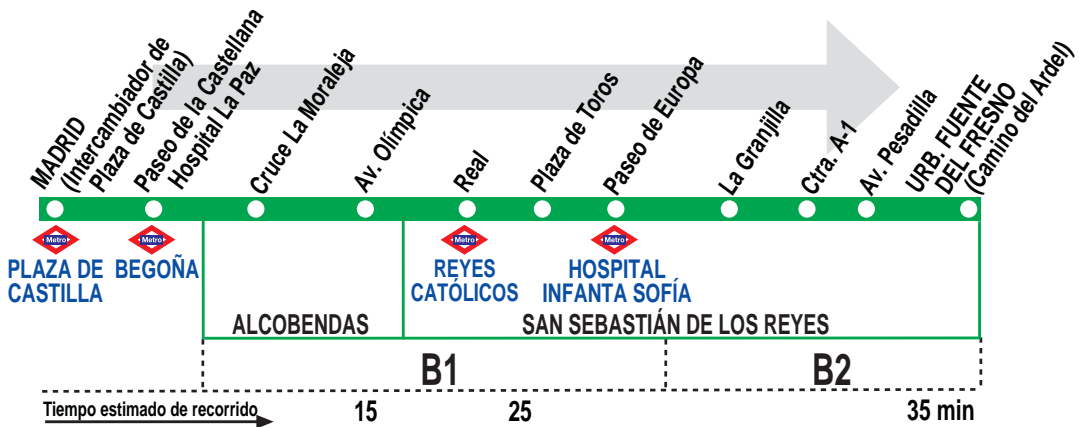 MADRID
(Intercambiador de
Plaza de Castilla)
Paseo de la Castellana
Hospital La Paz
Cruce La Moraleja
Av. Olímpica
Real
Plaza de Toros
Paseo de Europa
La Granjilla
Ctra. A-1
Av. Pesadilla
URB. FUENTE
DEL FRESNO
(Camino del Ardel)
Metro
Metro
Metro
Metro
PLAZA DE
CASTILLA
BEGOÑA
REYES
CATÓLICOS
HOSPITAL
INFANTA SOFÍA
ALCOBENDAS
SAN SEBASTIÁN DE LOS REYES
B1
B2
Tiempo estimado de recorrido
15
25
35 min